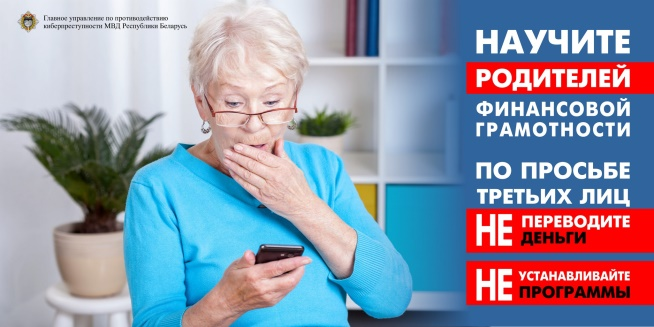 Главное управление по противодействию
киберпреступности МВД Республики Беларусь
НАУЧИТЕ
РОДИТЕЛЕЙ
ФИНАНСОВОЙ
ГРАМОТНОСТИ
ПО ПРОСЬБЕ
ТРЕТЬИХ ЛИЦ
НЕ ПЕРЕВОДИТЕ
ДЕНЬГИ
НЕ УСТАНАВЛИВАЙТЕ
ПРОГРАММЫ